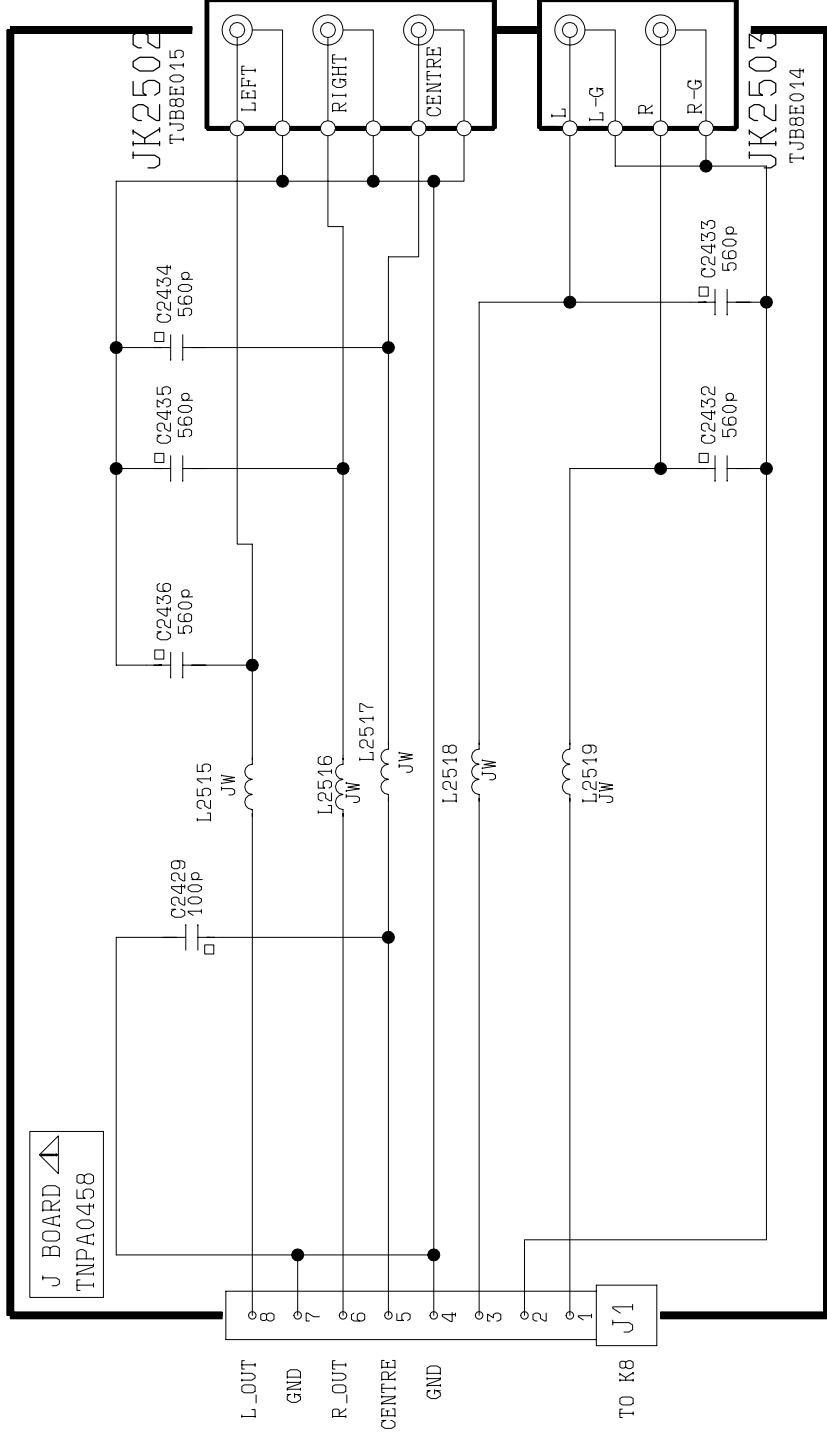 JK2502
TJB8E015
LEFT
RIGHT
CENTRE
L
L-G
R
R-G
JK2503
TJB8E014
C2434
560p
C2435
560p
C2436
560p
C2433
560p
C2432
560p
L2515
JW
L2516
JW
L2517
JW
L2518
JW
L2519
JW
C2429
100p
J BOARD
TNPA0458
8
7
6
5
4
3
2
1
J1
L_OUT
GND
R_OUT
CENTRE
GND
TO K8